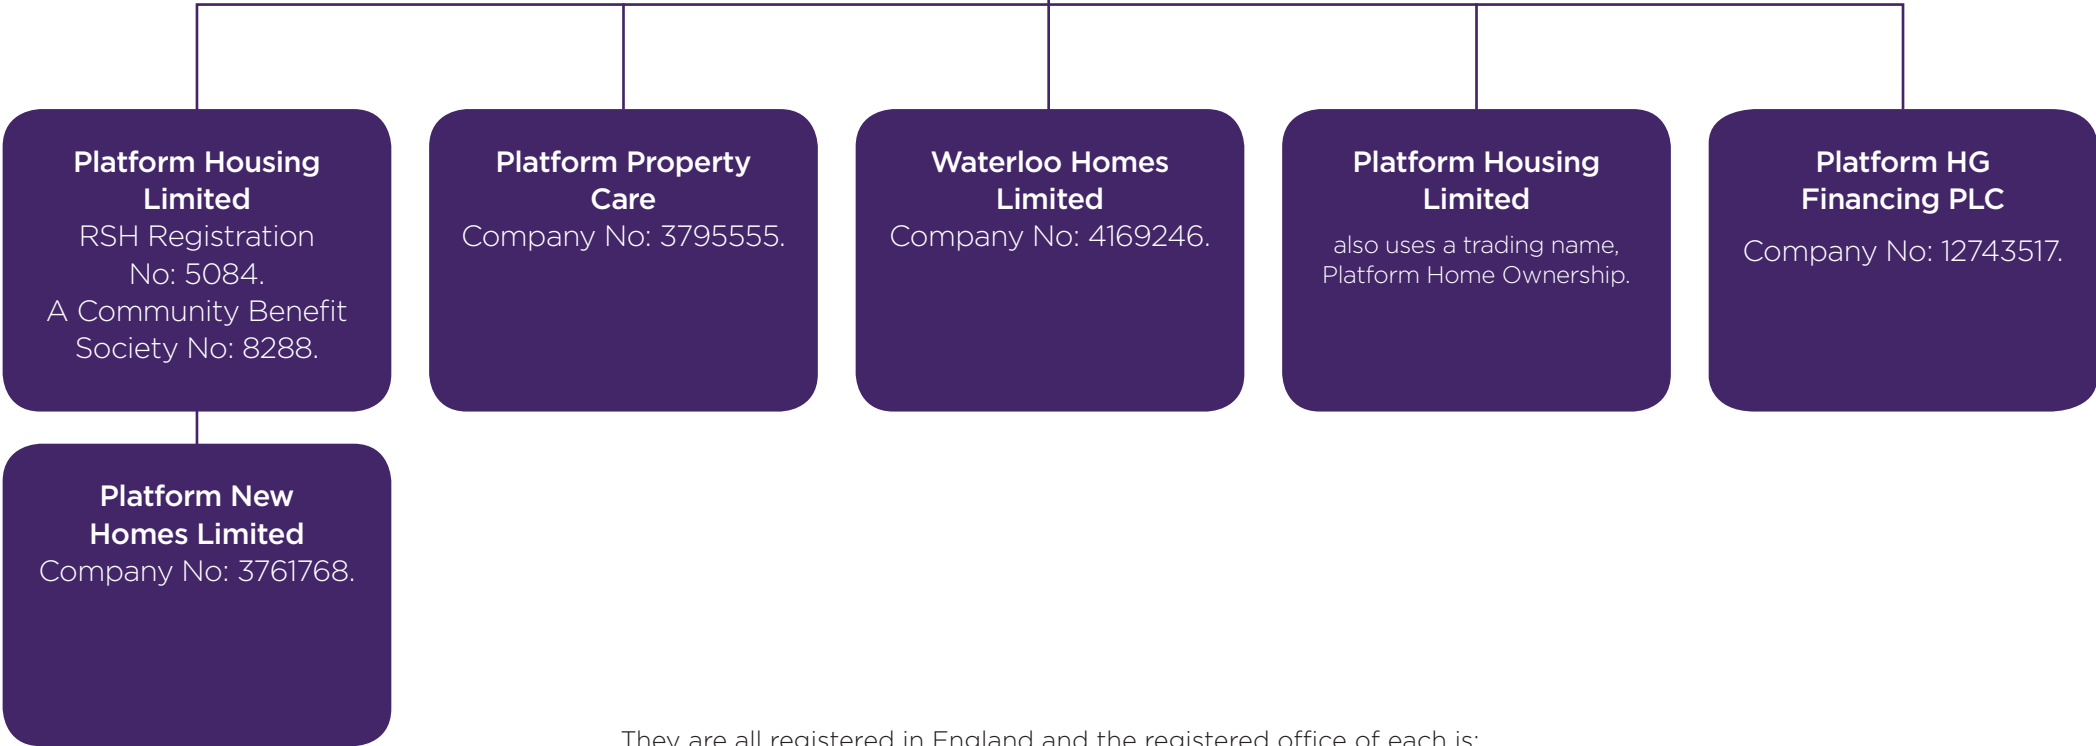 Platform Housing
Limited
RSH Registration
No: 5084.
A Community Benefit
Society No: 8288.
Platform Property
Care
Company No: 3795555.
Waterloo Homes
Limited
Company No: 4169246.
Platform Housing
Limited
also uses a trading name,
Platform Home Ownership.
Platform HG
Financing PLC
Company No: 12743517.
Platform New
Homes Limited
Company No: 3761768.
They are all registered in England and the registered office of each is: